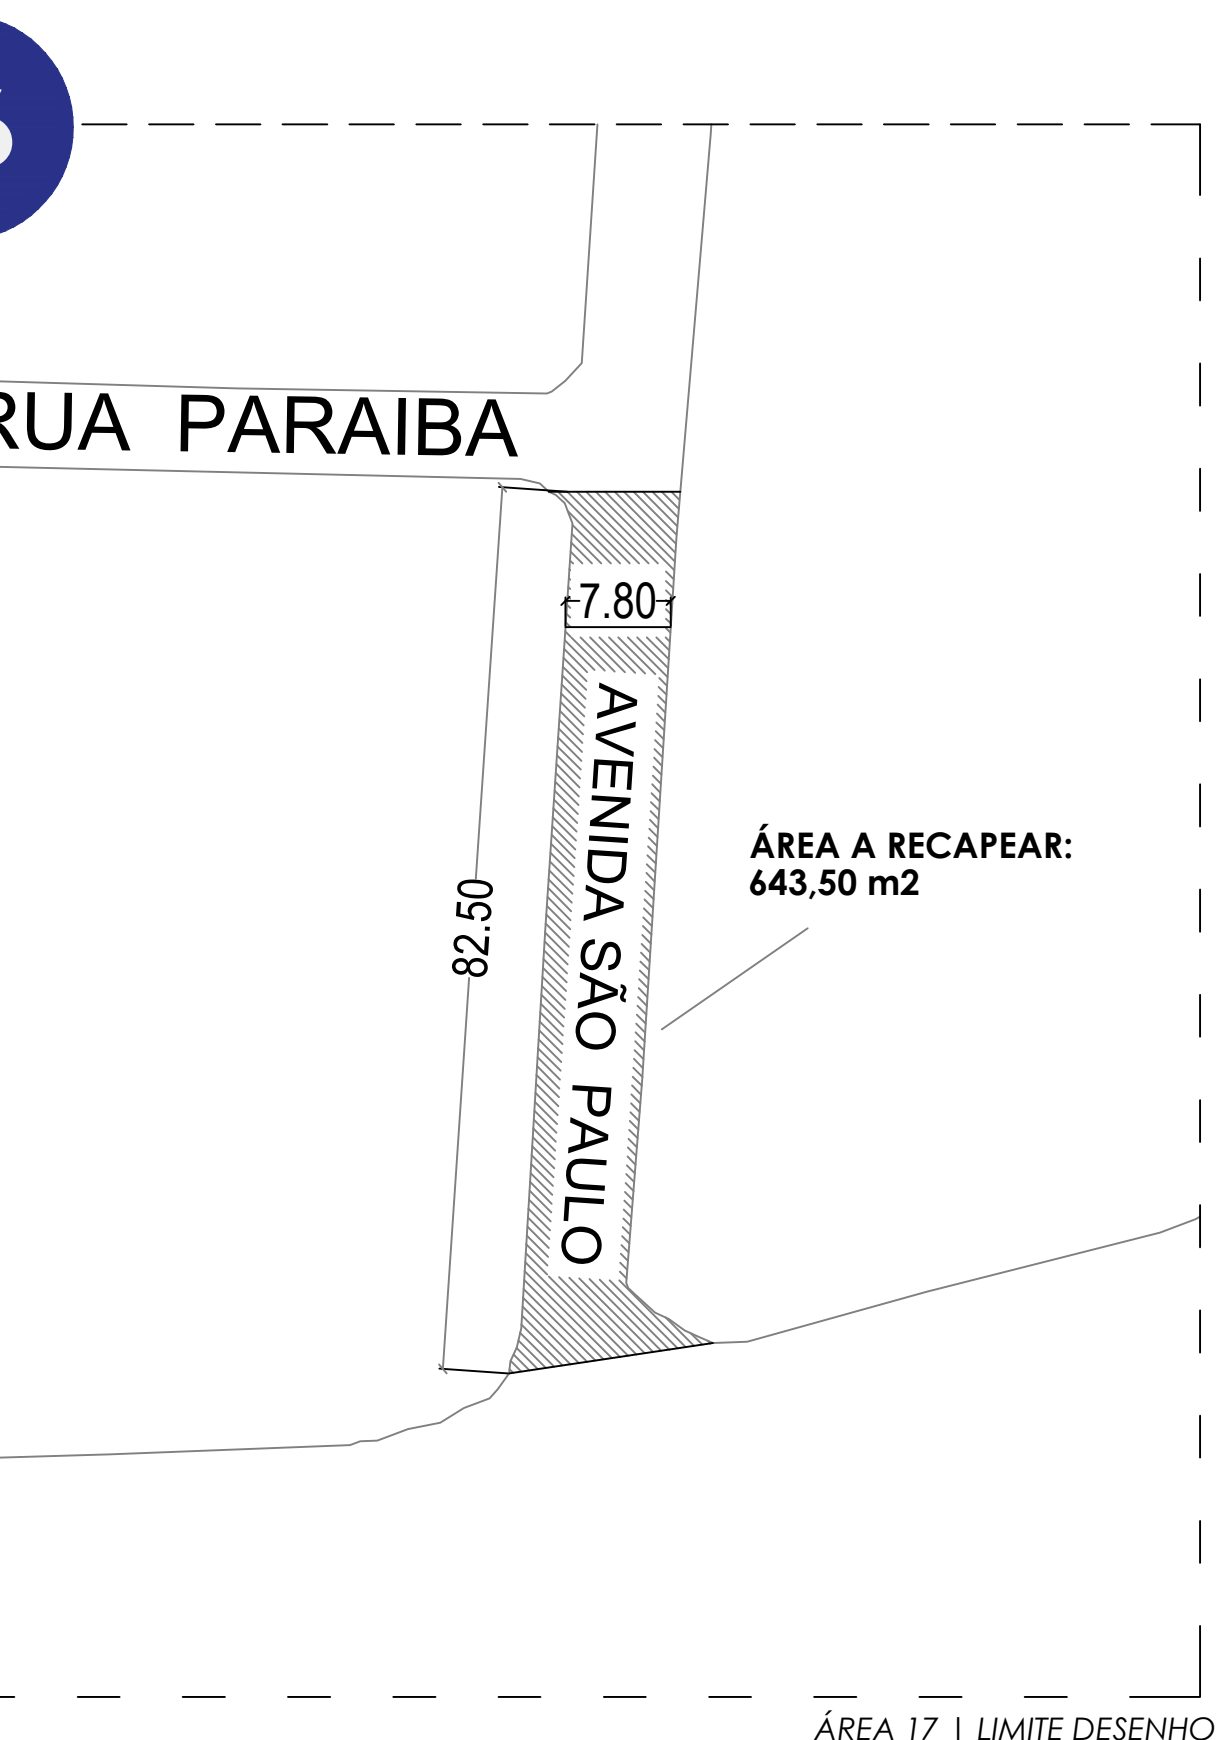 RUA PARAIBA
7.80
AVENIDA SÃO PAULO
82.50
ÁREA A RECAPEAR:
643,50 m2
ÁREA 17 | LIMITE DESENHO